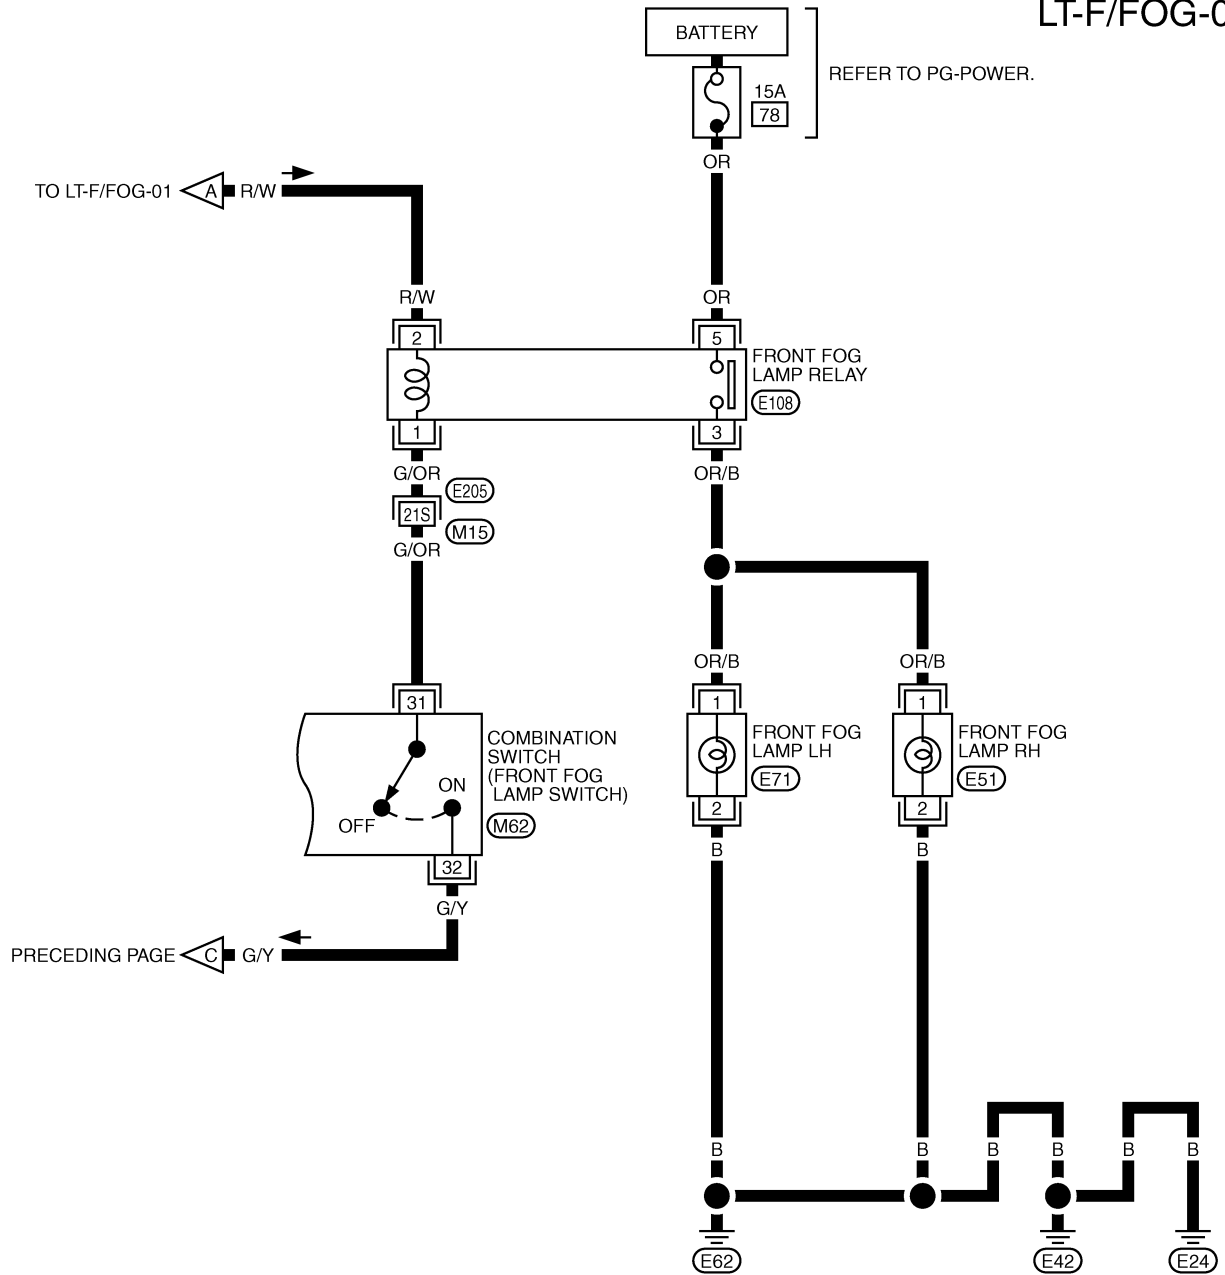 LT-F/FOG-0
BATTERY
REFER TO PG-POWER.
15A
78
OR
TO LT-F/FOG-01
A
R/W
R/W
OR
2
5
FRONT FOG
LAMP RELAY
E108
1
3
G/OR
OR/B
E205
21S
M15
G/OR
OR/B
OR/B
31
1
1
COMBINATION
SWITCH
(FRONT FOG
LAMP SWITCH)
M62
ON
OFF
FRONT FOG
LAMP LH
E71
FRONT FOG
LAMP RH
E51
2
2
B
B
32
G/Y
PRECEDING PAGE
C
G/Y
B
B
B
B
B
B
E62
E42
E24